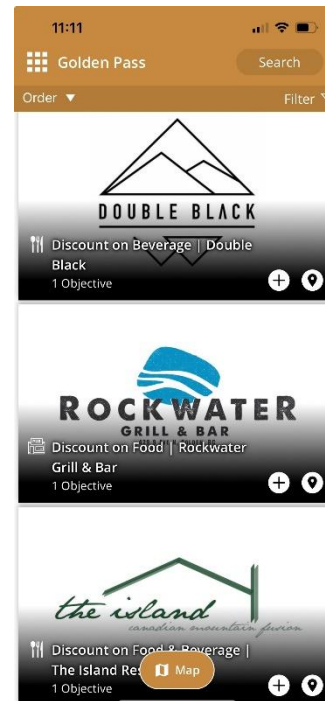 11:11
Golden Pass
Search
Order
Filter
DOUBLE BLACK
Discount on Beverage | Double
Black
1 Objective
ROCKWATER
GRILL & BAR
Discount on Food | Rockwater
Grill & Bar
1 Objective
the island
canadian mountain fusion
Discount on Food & Beverage |
The Island Res
Map
1 Objective